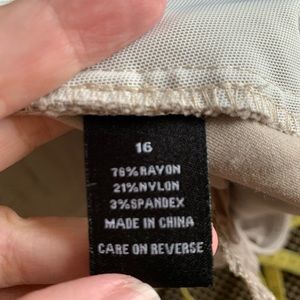 16
76%RAYON
21%NYLON
3%SPANDEX
MADE IN CHINA
CARE ON REVERSE